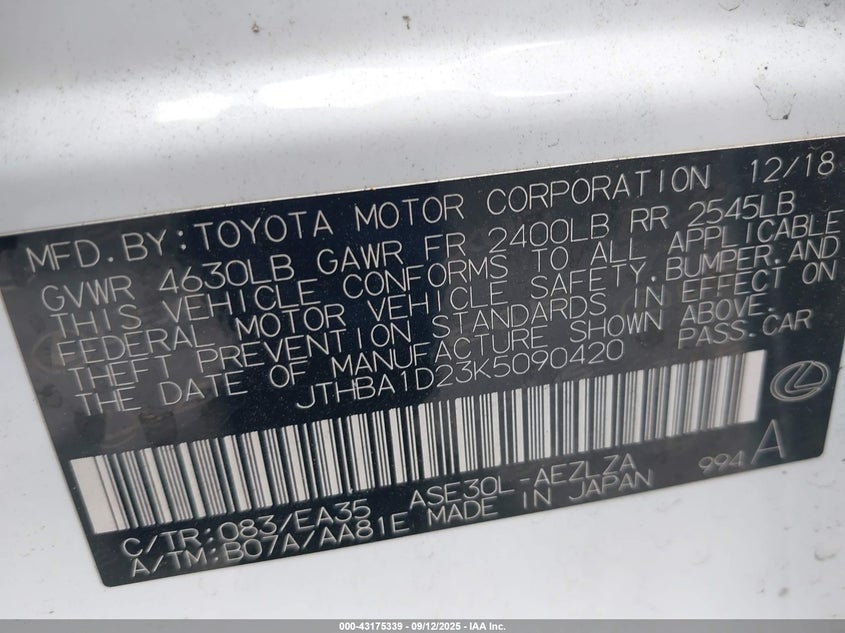 MFD. BY: TOYOTA MOTOR CORPORATION 12/18
GVWR 4630LB GAWR FR 2400LB RR 2545LB
THIS VEHICLE CONFORMS TO ALL APPLICABLE
FEDERAL MOTOR VEHICLE SAFETY, BUMPER, AND
THEFT PREVENTION STANDARDS IN EFFECT ON
THE DATE OF MANUFACTURE SHOWN ABOVE.
JTHBA1D23K5090420 PASS. CAR
994 A
C/TR: 083/EA35 ASE30L-AEZLZA
A/TM: B07A/AA81E MADE IN JAPAN
000-43175339 - 09/12/2025 - IAA Inc.